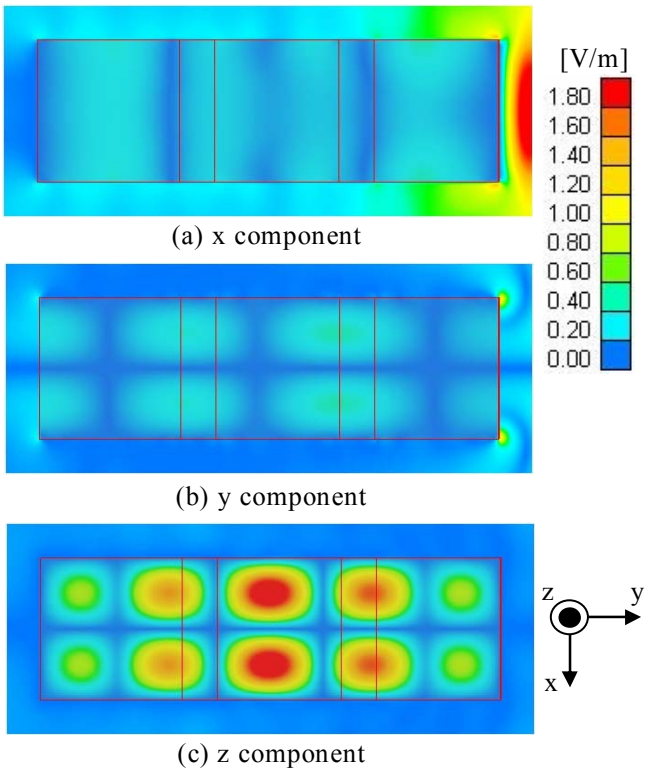 [V/m]
1.80
1.60
1.40
1.20
1.00
0.80
0.60
0.40
0.20
0.00
(a) x component
(b) y component
(c) z component
z
y
x